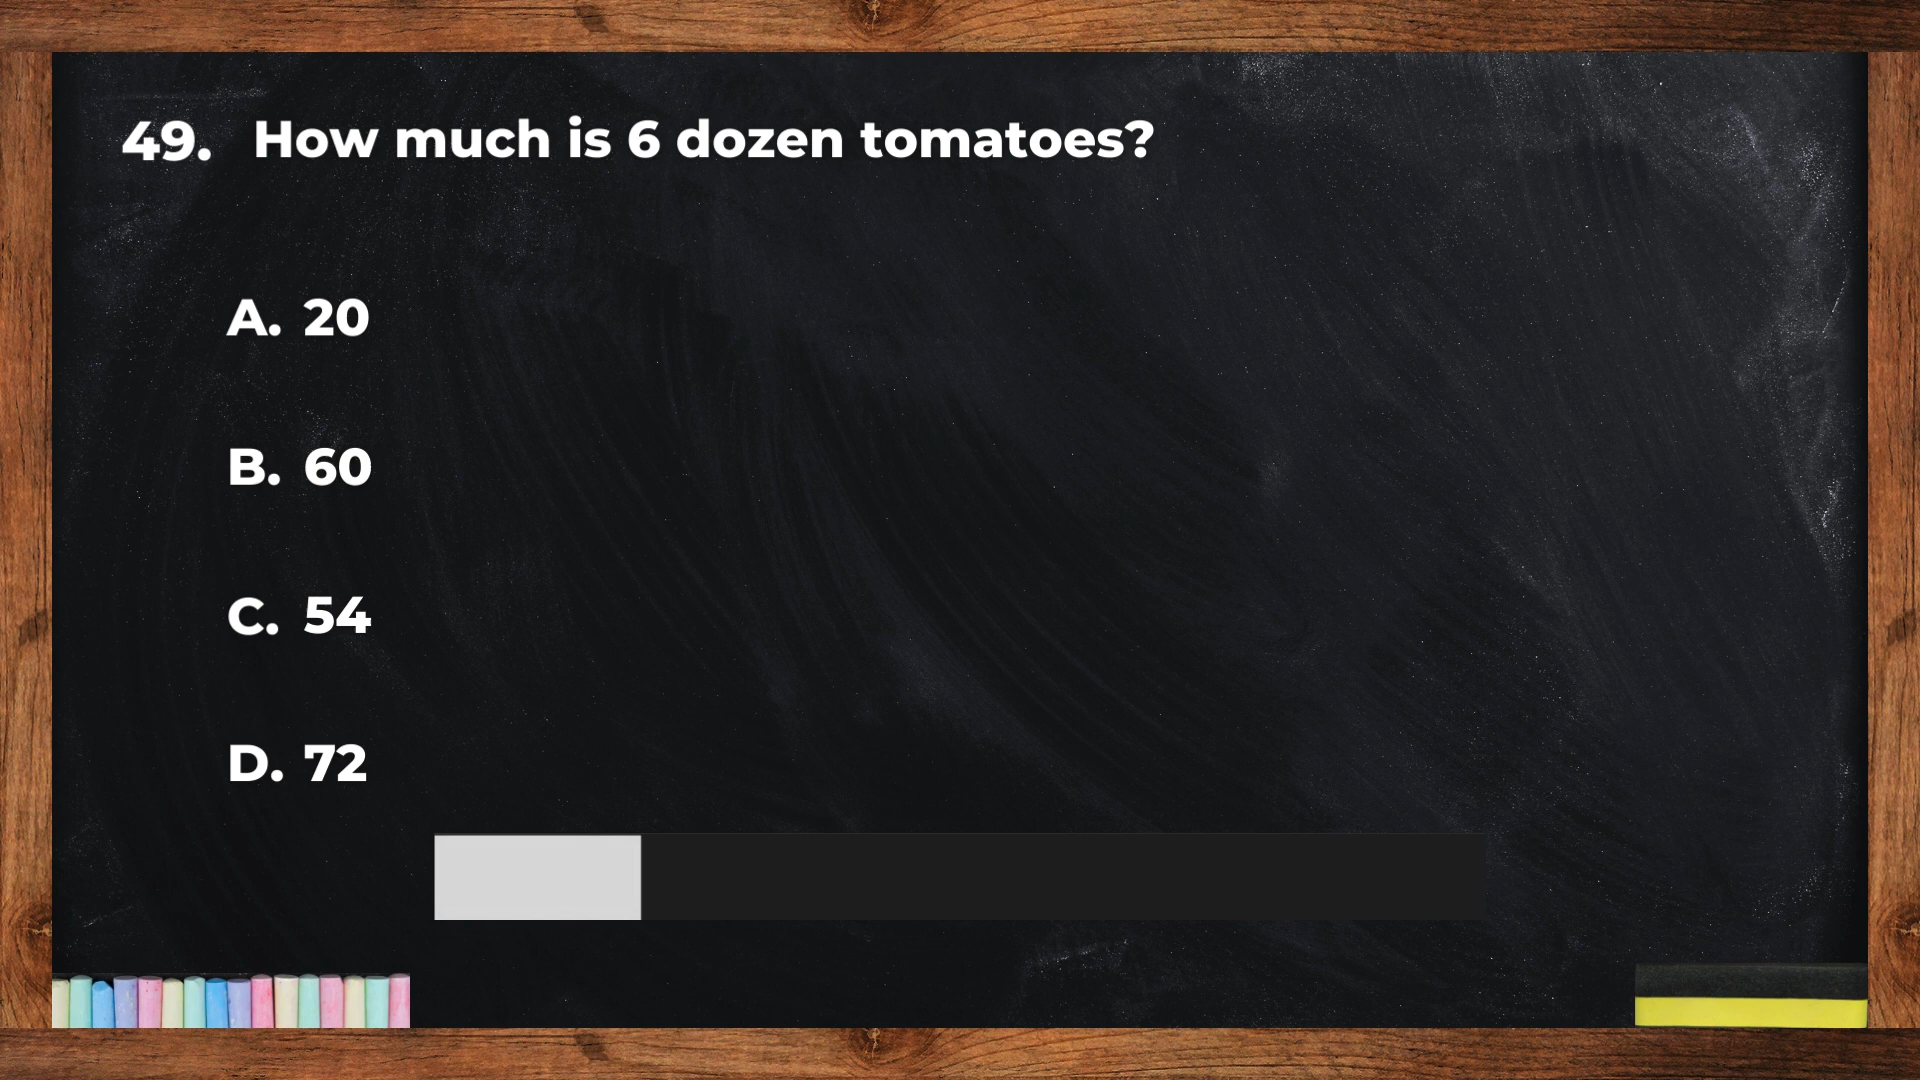 49. How much is 6 dozen tomatoes?
A. 20
B. 60
C. 54
D. 72